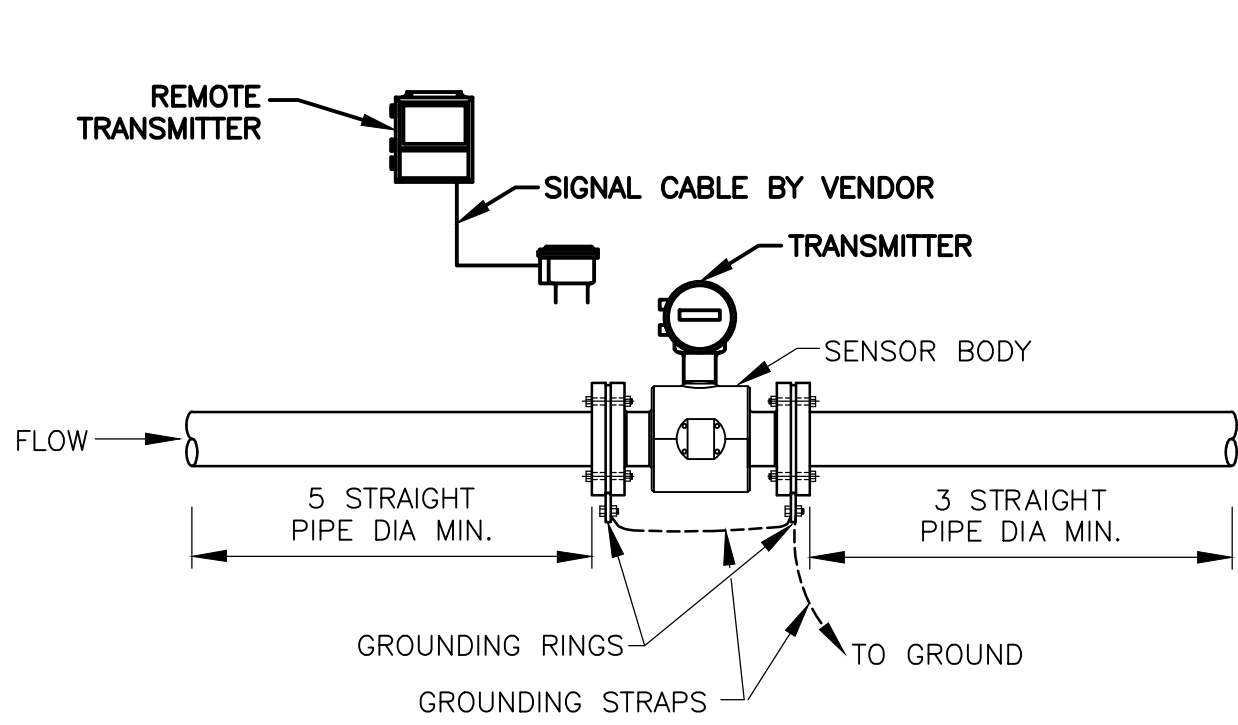 REMOTE
TRANSMITTER
SIGNAL CABLE BY VENDOR
TRANSMITTER
SENSOR BODY
FLOW
5 STRAIGHT
PIPE DIA MIN.
3 STRAIGHT
PIPE DIA MIN.
GROUNDING RINGS
TO GROUND
GROUNDING STRAPS